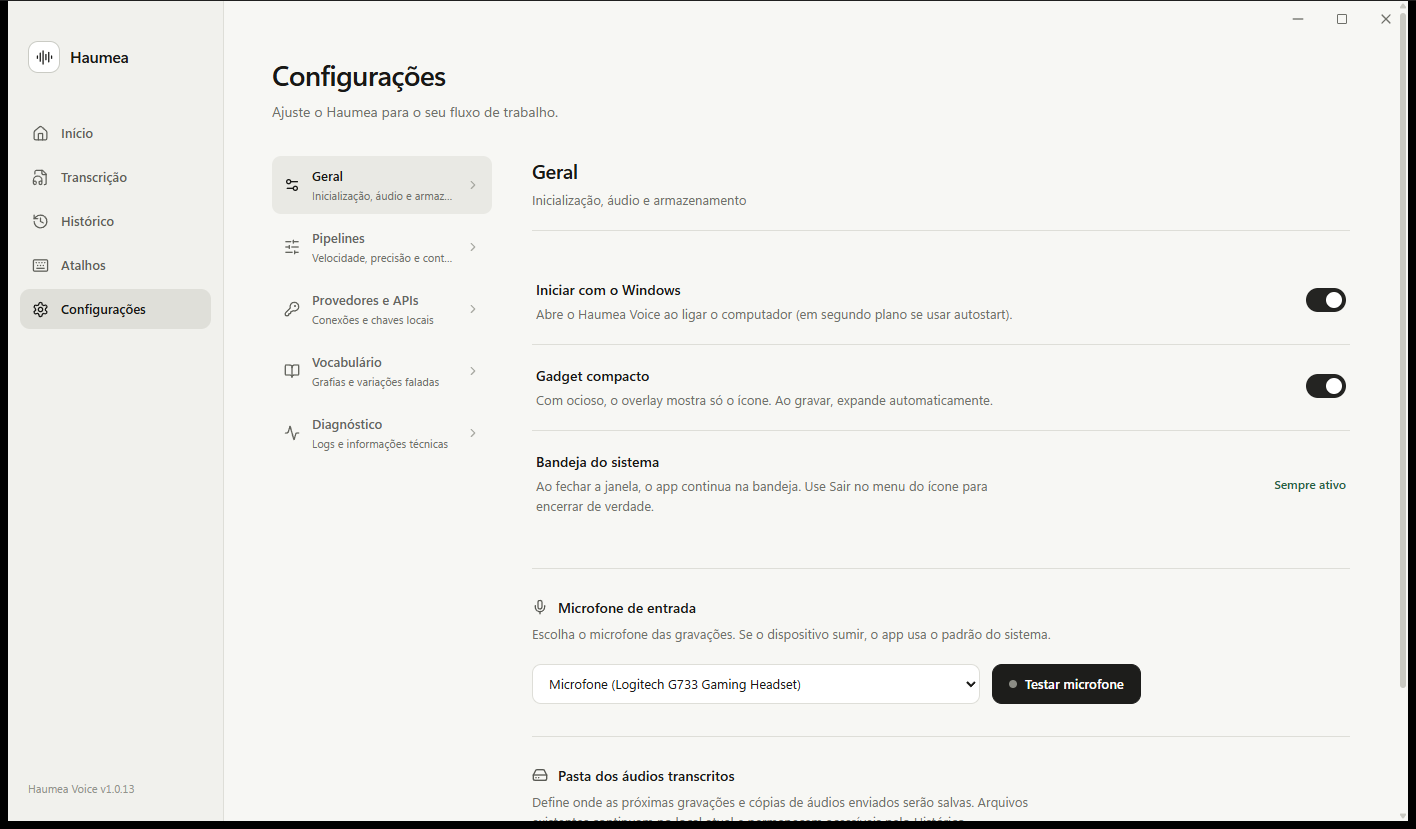 Haumea
Início
Transcrição
Histórico
Atalhos
Configurações
Haumea Voice v1.0.13
Configurações
Ajuste o Haumea para o seu fluxo de trabalho.
Geral
Inicialização, áudio e armaz...
Pipelines
Velocidade, precisão e cont...
Provedores e APIs
Conexões e chaves locais
Vocabulário
Grafias e variações faladas
Diagnóstico
Logs e informações técnicas
Geral
Inicialização, áudio e armazenamento
Iniciar com o Windows
Abre o Haumea Voice ao ligar o computador (em segundo plano se usar autostart).
Gadget compacto
Com ocioso, o overlay mostra só o ícone. Ao gravar, expande automaticamente.
Bandeja do sistema
Ao fechar a janela, o app continua na bandeja. Use Sair no menu do ícone para
encerrar de verdade.
Sempre ativo
Microfone de entrada
Escolha o microfone das gravações. Se o dispositivo sumir, o app usa o padrão do sistema.
Microfone (Logitech G733 Gaming Headset)
Testar microfone
Pasta dos áudios transcritos
Define onde as próximas gravações e cópias de áudios enviados serão salvas. Arquivos